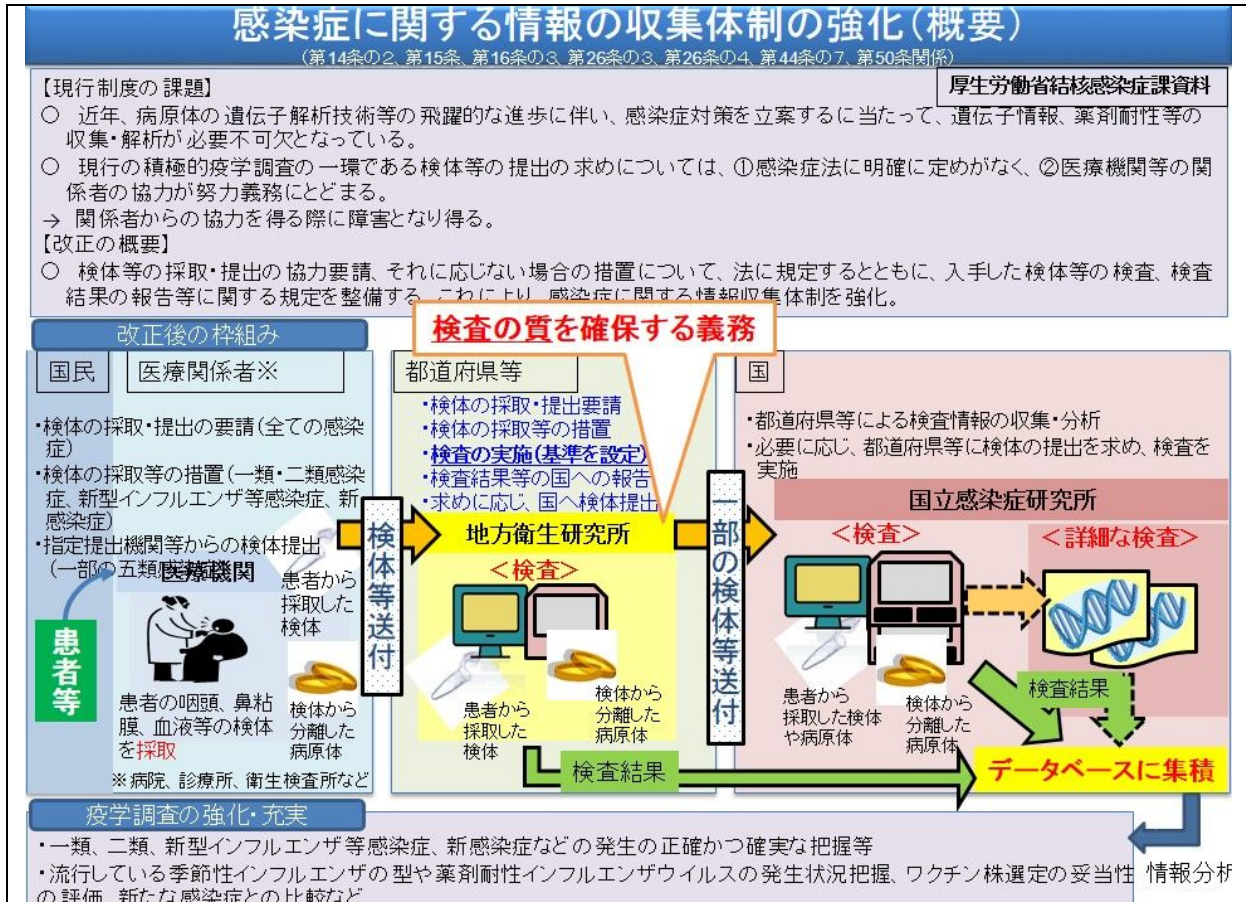 感染症に関する情報の収集体制の強化(概要)
(第14条の2、第15条、第16条の3、第26条の3、第26条の4、第44条の7、第50条関係)
【現行制度の課題】
厚生労働省結核感染症課資料
○ 近年、病原体の遺伝子解析技術等の飛躍的な進歩に伴い、感染症対策を立案するに当たって、遺伝子情報、薬剤耐性等の
収集・解析が必要不可欠となっている。
○ 現行の積極的疫学調査の一環である検体等の提出の求めについては、①感染症法に明確に定めがなく、②医療機関等の関
係者の協力が努力義務にとどまる。
→ 関係者からの協力を得る際に障害となり得る。
【改正の概要】
○ 検体等の採取・提出の協力要請、それに応じない場合の措置について、法に規定するとともに、入手した検体等の検査、検査
結果の報告等に関する規定を整備する。これにより、感染症に関する情報収集体制を強化。
改正後の枠組み
検査の質を確保する義務
国民
医療関係者※
・検体の採取・提出の要請(全ての感染
症)
・検体の採取等の措置(一類・二類感染
症、新型インフルエンザ等感染症、新
感染症)
・指定提出機関等からの検体提出
(一部の五類
医療機関
患者等
患者から
採取した
検体
患者の咽頭、鼻粘
膜、血液等の検体
を採取
検体から
分離した
病原体
※病院、診療所、衛生検査所など
検体等送付
都道府県等
・検体の採取・提出要請
・検体の採取等の措置
・検査の実施(基準を設定)
・検査結果等の国への報告
・求めに応じ、国へ検体提出
地方衛生研究所
<検査>
患者から
採取した
検体
検体から
分離した
病原体
検査結果
一部の検体等送付
国
・都道府県等による検査情報の収集・分析
・必要に応じ、都道府県等に検体の提出を求め、検査を
実施
国立感染症研究所
<検査>
<詳細な検査>
患者から
採取した検体
や病原体
検体から
分離した
病原体
検査結果
データベースに集積
疫学調査の強化・充実
・一類、二類、新型インフルエンザ等感染症、新感染症などの発生の正確かつ確実な把握等
・流行している季節性インフルエンザの型や薬剤耐性インフルエンザウイルスの発生状況把握、ワクチン株選定の妥当性
の評価、新たな感染症との比較など
情報分析